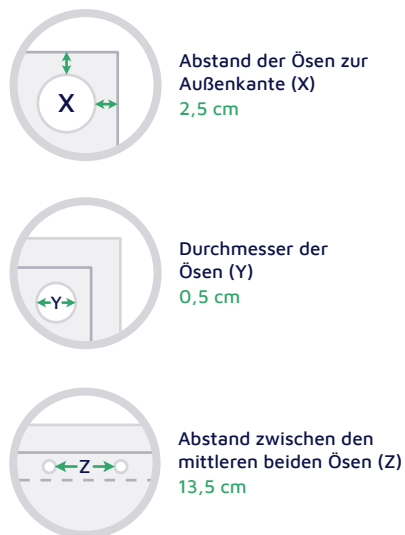 X
Abstand der Ösen zur
Außenkante (X)
2,5 cm
Y
Durchmesser der
Ösen (Y)
0,5 cm
Z
Abstand zwischen den
mittleren beiden Ösen (Z)
13,5 cm